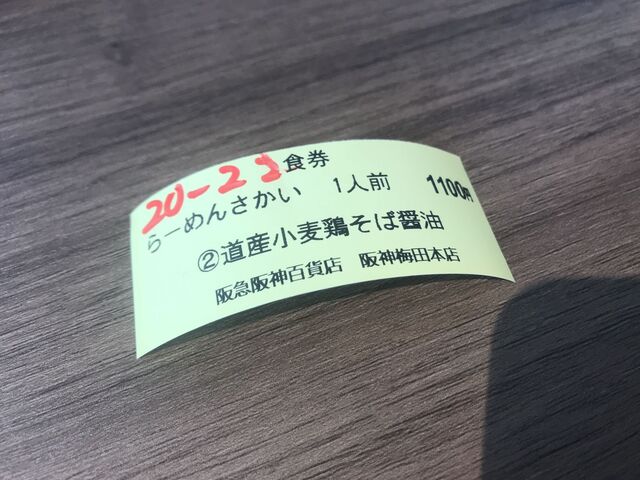 20-2 食券
らーめんさかい 1人前 1100円
②道産小麦鶏そば醤油
阪急阪神百貨店 阪神梅田本店